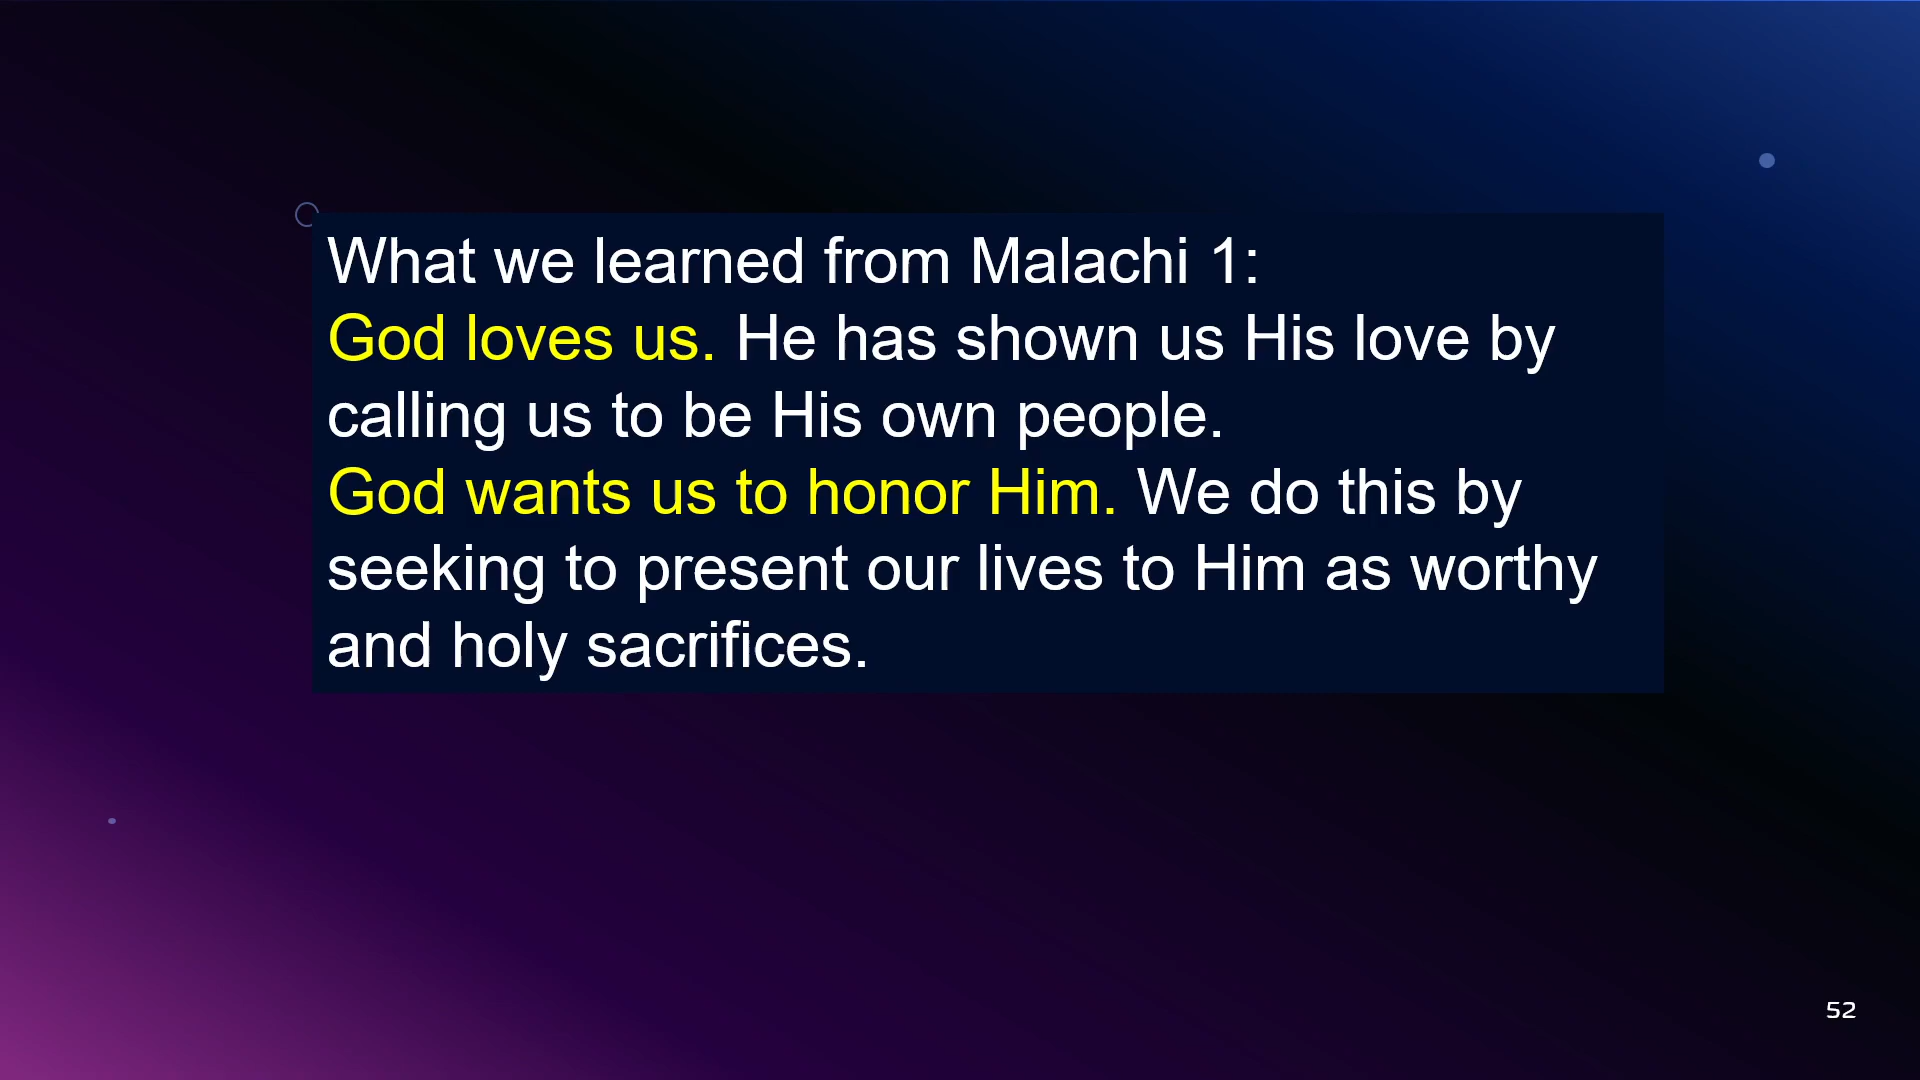 What we learned from Malachi 1:
God loves us. He has shown us His love by
calling us to be His own people.
God wants us to honor Him. We do this by
seeking to present our lives to Him as worthy
and holy sacrifices.
52